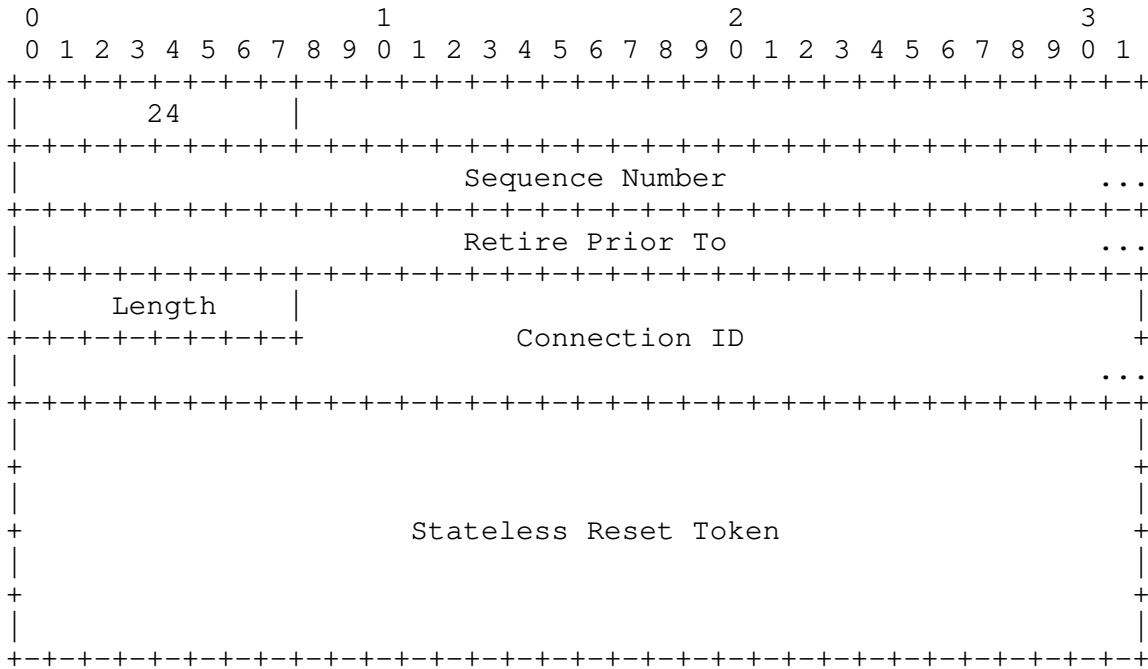 0                   1                   2                   3
 0 1 2 3 4 5 6 7 8 9 0 1 2 3 4 5 6 7 8 9 0 1 2 3 4 5 6 7 8 9 0 1
+-+-+-+-+-+-+-+-+-+-+-+-+-+-+-+-+-+-+-+-+-+-+-+-+-+-+-+-+-+-+-+-+
|       24      |
+-+-+-+-+-+-+-+-+-+-+-+-+-+-+-+-+-+-+-+-+-+-+-+-+-+-+-+-+-+-+-+-+
|                         Sequence Number                     ...
+-+-+-+-+-+-+-+-+-+-+-+-+-+-+-+-+-+-+-+-+-+-+-+-+-+-+-+-+-+-+-+-+
|                         Retire Prior To                     ...
+-+-+-+-+-+-+-+-+-+-+-+-+-+-+-+-+-+-+-+-+-+-+-+-+-+-+-+-+-+-+-+-+
|     Length    |                                               |
+-+-+-+-+-+-+-+-+            Connection ID                      +
|                                                             ...
+-+-+-+-+-+-+-+-+-+-+-+-+-+-+-+-+-+-+-+-+-+-+-+-+-+-+-+-+-+-+-+-+
|                                                               |
+                                                               +
|                                                               |
+                      Stateless Reset Token                    +
|                                                               |
+                                                               +
|                                                               |
+-+-+-+-+-+-+-+-+-+-+-+-+-+-+-+-+-+-+-+-+-+-+-+-+-+-+-+-+-+-+-+-+